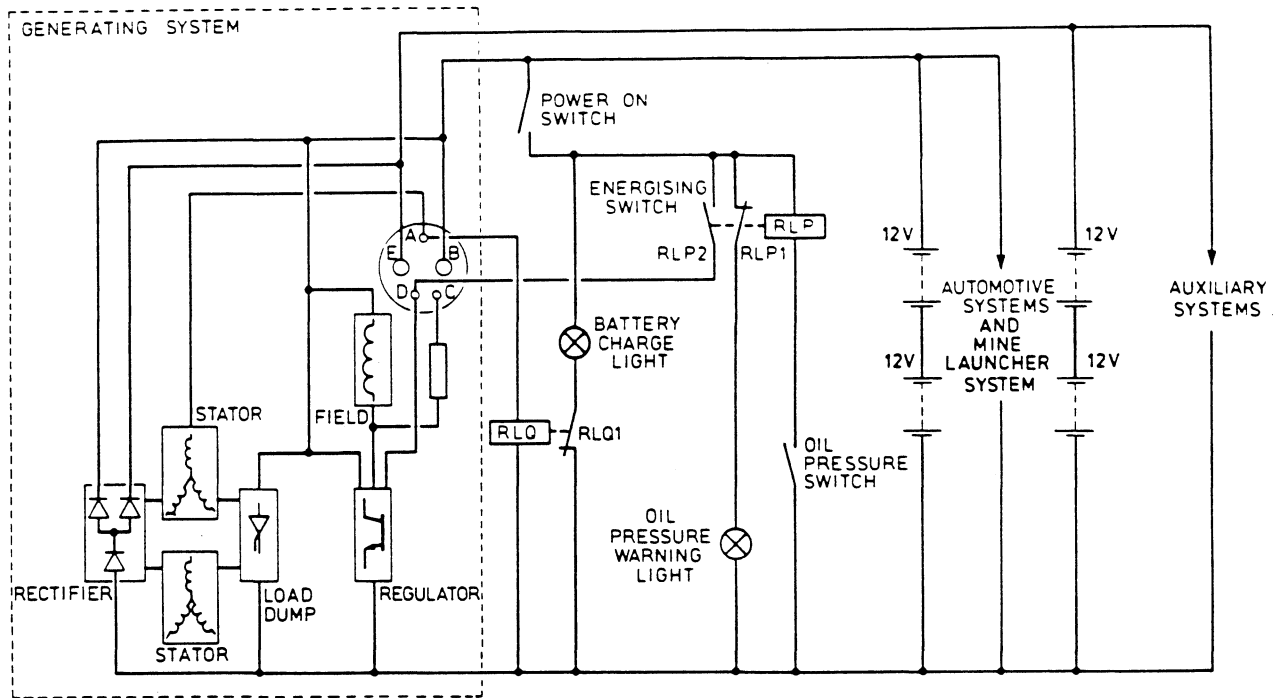 GENERATING SYSTEM
POWER ON
SWITCH
ENERGISING
SWITCH
RLP
RLP2
RLP1
A
E
B
D
C
12V
12V
AUTOMOTIVE
SYSTEMS
AND
MINE
LAUNCHER
SYSTEM
AUXILIARY
SYSTEMS
BATTERY
CHARGE
LIGHT
12V
12V
STATOR
FIELD
RLQ
RLQ1
OIL
PRESSURE
SWITCH
OIL
PRESSURE
WARNING
LIGHT
RECTIFIER
LOAD
DUMP
REGULATOR
STATOR